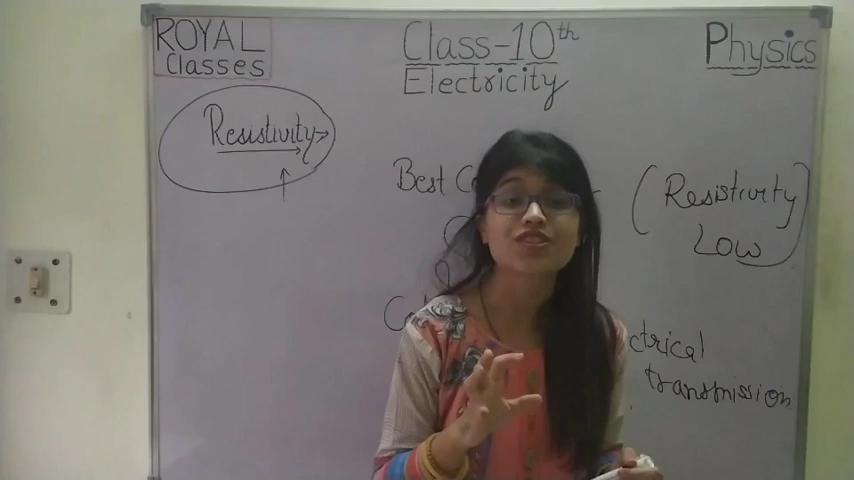 ROYAL
Classes
Class-10th
Electricity
Physics
Resistivity→
Best
(Resistivity
Low)
ctrical
transmission